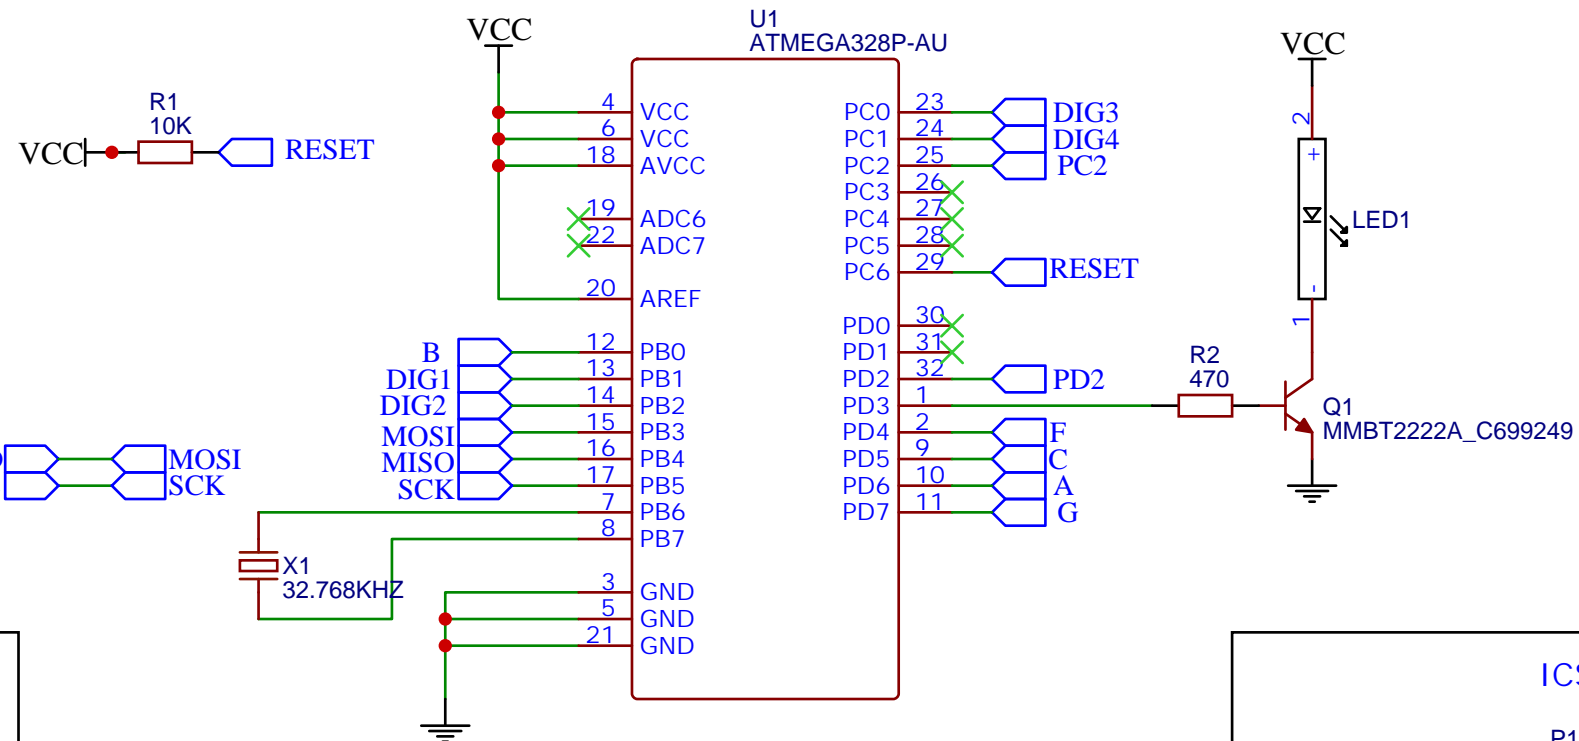 U1
ATMEGA328P-AU
VCC
VCC
R1
10K
VCC
RESET
4 VCC
6 VCC
18 AVCC
19 ADC6
22 ADC7
20 AREF
B 12 PB0
DIG1 13 PB1
DIG2 14 PB2
MOSI 15 PB3
MISO 16 PB4
SCK 17 PB5
7 PB6
8 PB7
3 GND
5 GND
21 GND
PC0 23 DIG3
PC1 24 DIG4
PC2 25 PC2
PC3 26
PC4 27
PC5 28
PC6 29 RESET
PD0 30
PD1 31
PD2 32 PD2
PD3 1
PD4 2 F
PD5 9 C
PD6 10 A
PD7 11 G
MOSI
SCK
X1
32.768KHZ
2
+
LED1
-
1
R2
470
Q1
MMBT2222A_C699249
P1